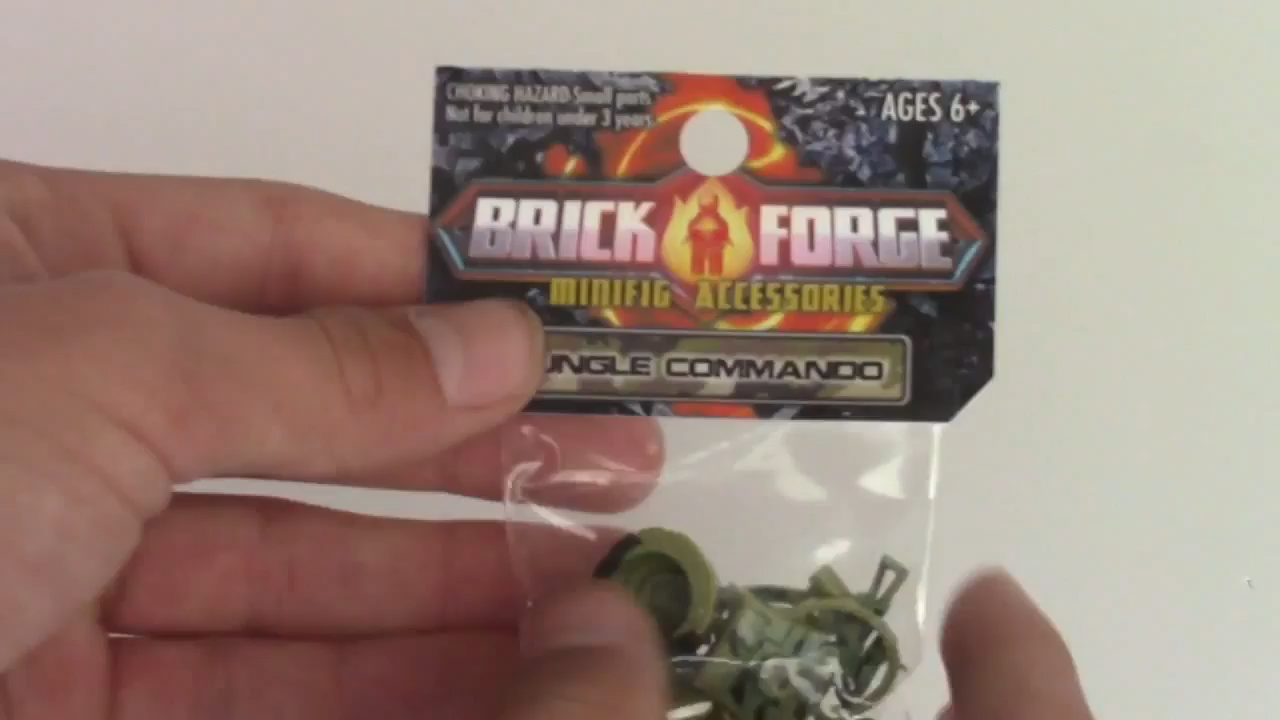 CHOKING HAZARD-Small parts
Not for children under 3 years
AGES 6+
BRICK FORGE
MINIFIG ACCESSORIES
UNGLE COMMANDO